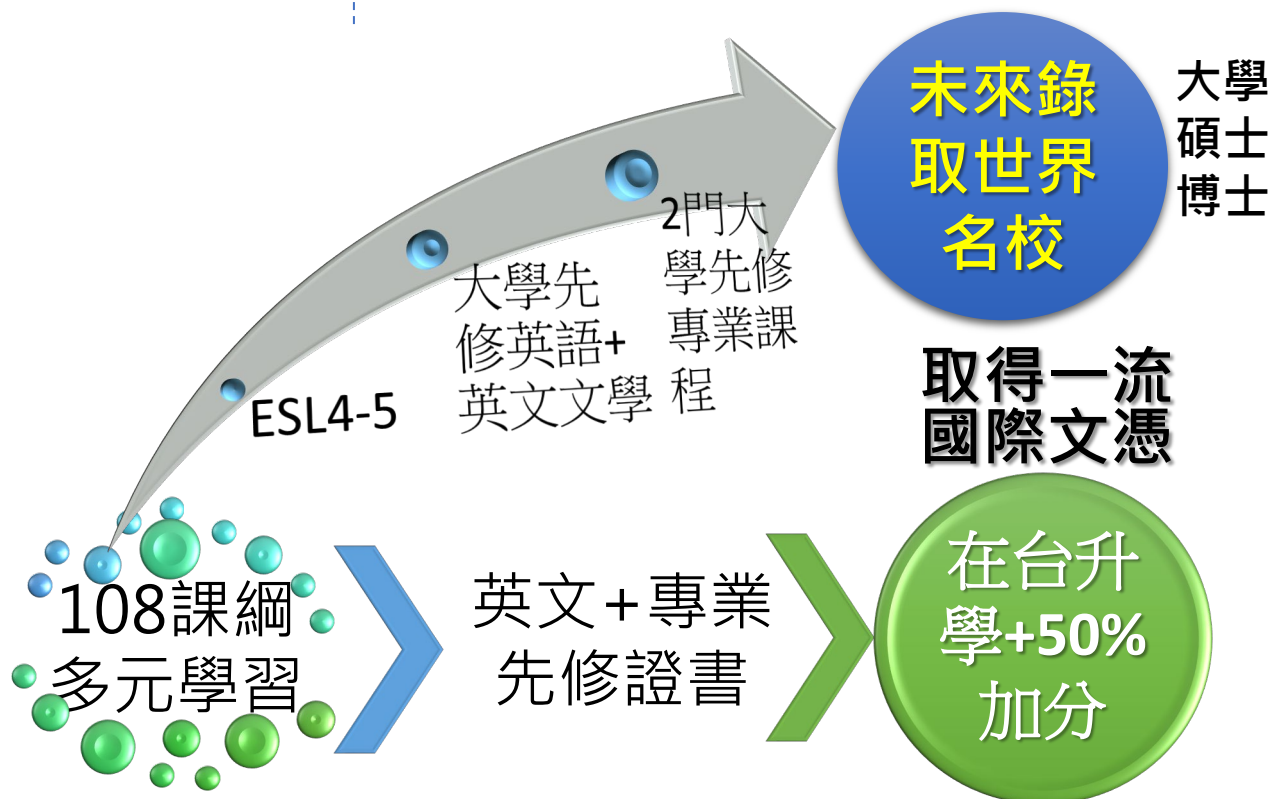 未來錄
取世界
名校
大學
碩士
博士
2門大
學先修
專業課
程
大學先
修英語+
英文文學
ESL4-5
取得一流
國際文憑
108課綱
多元學習
英文+專業
先修證書
在台升
學+50%
加分